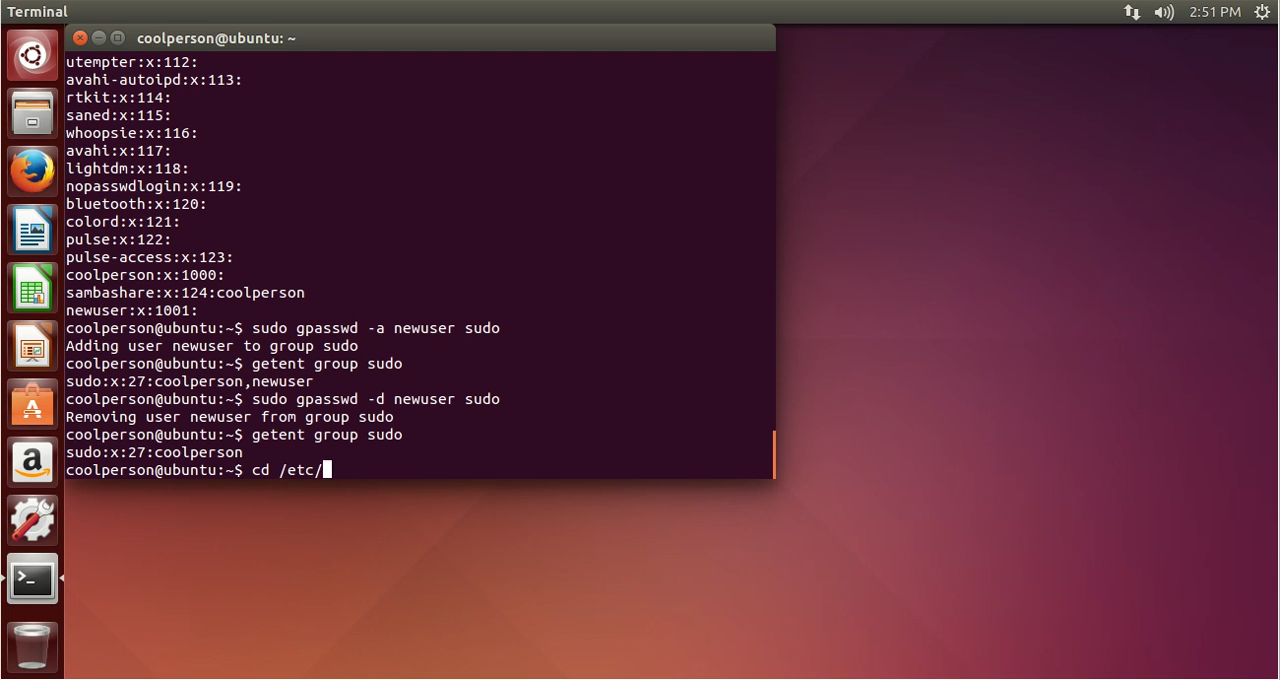 Terminal
2:51 PM
coolperson@ubuntu: ~
utempter:x:112:
avahi-autoipd:x:113:
rtkit:x:114:
saned:x:115:
whoopsie:x:116:
avahi:x:117:
lightdm:x:118:
nopasswdlogin:x:119:
bluetooth:x:120:
colord:x:121:
pulse:x:122:
pulse-access:x:123:
coolperson:x:1000:
sambashare:x:124:coolperson
newuser:x:1001:
coolperson@ubuntu:~$ sudo gpasswd -a newuser sudo
Adding user newuser to group sudo
coolperson@ubuntu:~$ getent group sudo
sudo:x:27:coolperson,newuser
coolperson@ubuntu:~$ sudo gpasswd -d newuser sudo
Removing user newuser from group sudo
coolperson@ubuntu:~$ getent group sudo
sudo:x:27:coolperson
coolperson@ubuntu:~$ cd /etc/